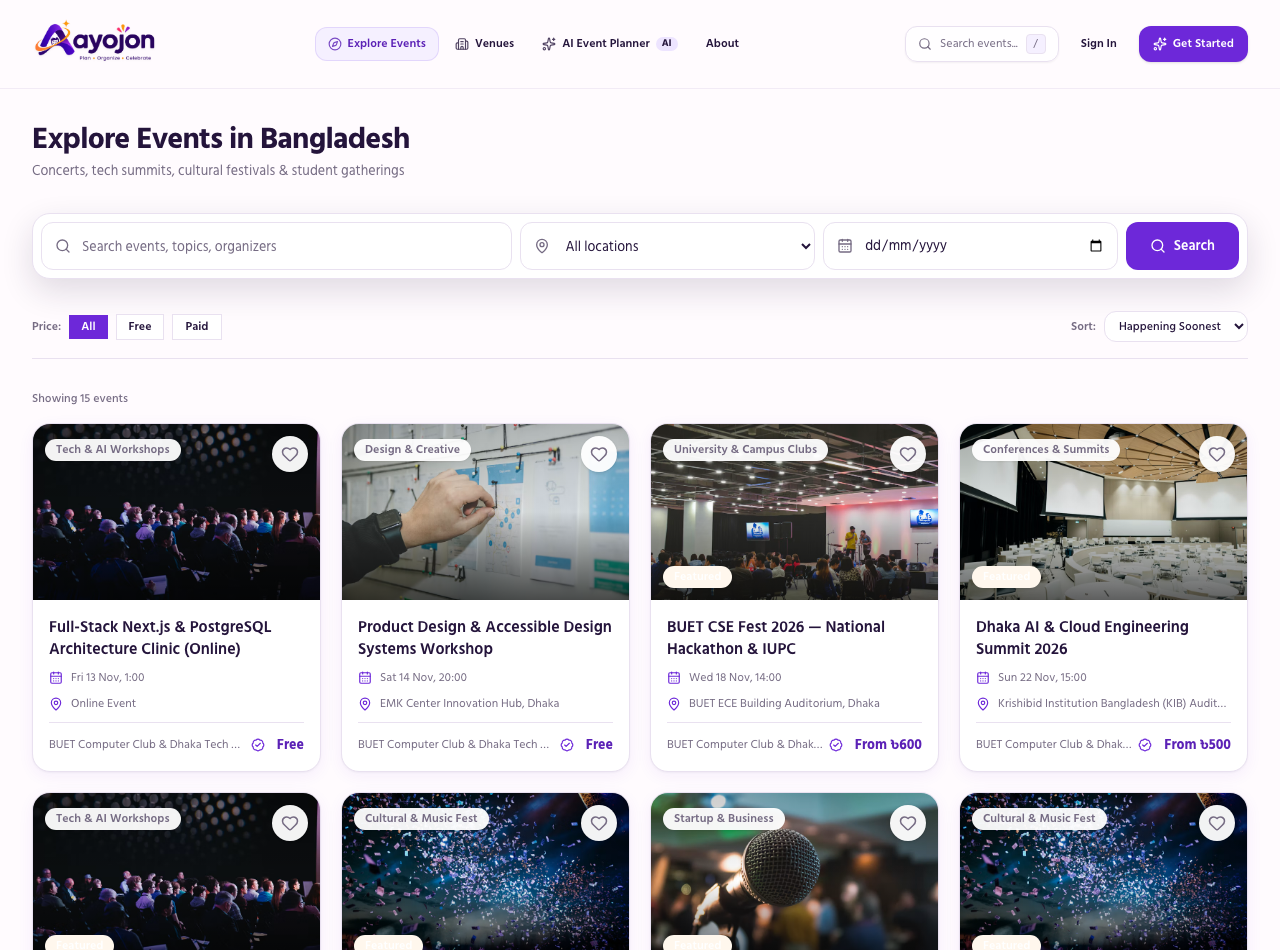 Aayojon
Plan • Organize • Celebrate
Explore Events
Venues
AI Event Planner AI
About
Search events... /
Sign In
Get Started
Explore Events in Bangladesh
Concerts, tech summits, cultural festivals & student gatherings
Search events, topics, organizers
All locations
dd/mm/yyyy
Search
Price: All Free Paid
Sort: Happening Soonest
Showing 15 events
Tech & AI Workshops
Full-Stack Next.js & PostgreSQL
Architecture Clinic (Online)
Fri 13 Nov, 1:00
Online Event
BUET Computer Club & Dhaka Tech ... Free
Design & Creative
Product Design & Accessible Design
Systems Workshop
Sat 14 Nov, 20:00
EMK Center Innovation Hub, Dhaka
BUET Computer Club & Dhaka Tech ... Free
University & Campus Clubs
Featured
BUET CSE Fest 2026 — National
Hackathon & IUPC
Wed 18 Nov, 14:00
BUET ECE Building Auditorium, Dhaka
BUET Computer Club & Dhak... From ৳600
Conferences & Summits
Featured
Dhaka AI & Cloud Engineering
Summit 2026
Sun 22 Nov, 15:00
Krishibid Institution Bangladesh (KIB) Audit...
BUET Computer Club & Dhak... From ৳500
Tech & AI Workshops
Featured
Cultural & Music Fest
Featured
Startup & Business
Featured
Cultural & Music Fest
Featured